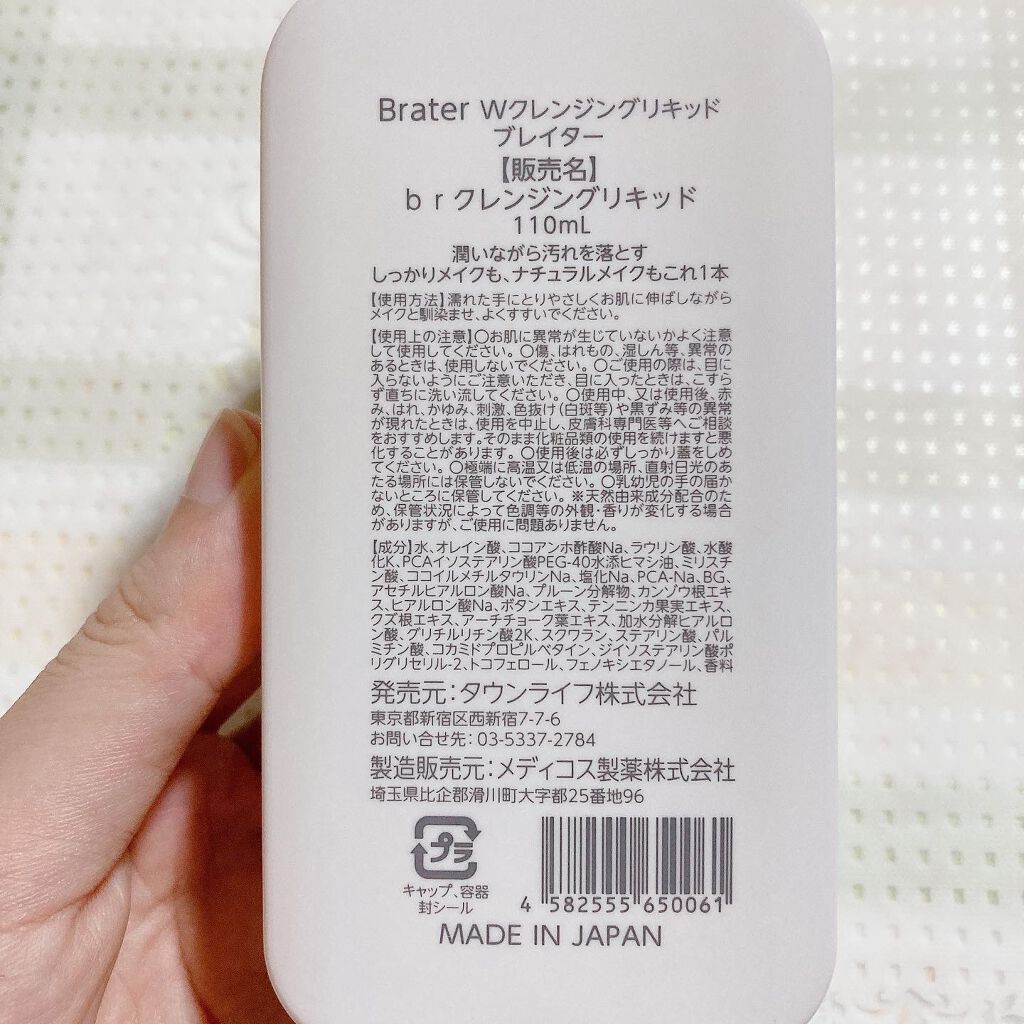 Brater Wクレンジングリキッド
ブレイター
【販売名】
ｂｒクレンジングリキッド
110mL
潤いながら汚れを落とす
しっかりメイクも、ナチュラルメイクもこれ1本
【使用方法】濡れた手にとりやさしくお肌に伸ばしながら
メイクと馴染ませ、よくすすいでください。
【使用上の注意】〇お肌に異常が生じていないかよく注意
して使用してください。〇傷、はれもの、湿しん等、異常の
あるときは、使用しないでください。〇ご使用の際は、目に
入らないようにご注意いただき、目に入ったときは、こすら
ず直ちに洗い流してください。〇使用中、又は使用後、赤
み、はれ、かゆみ、刺激、色抜け(白斑等)や黒ずみ等の異常
が現れたときは、使用を中止し、皮膚科専門医等へご相談
をおすすめします。そのまま化粧品類の使用を続けますと悪
化することがあります。〇使用後は必ずしっかり蓋をしめ
てください。〇極端に高温又は低温の場所、直射日光のあ
たる場所には保管しないでください。〇乳幼児の手の届か
ないところに保管してください。※天然由来成分配合のた
め、保管状況によって色調等の外観・香りが変化する場合
がありますが、ご使用に問題ありません。
【成分】水、オレイン酸、ココアンホ酢酸Na、ラウリン酸、水酸
化K、PCAイソステアリン酸PEG-40水添ヒマシ油、ミリスチ
ン酸、ココイルメチルタウリンNa、塩化Na、PCA-Na、BG、
アセチルヒアルロン酸Na、プルーン分解物、カンゾウ根エキ
ス、ヒアルロン酸Na、ボタンエキス、テンニンカ果実エキス、
クズ根エキス、アーチチョーク葉エキス、加水分解ヒアルロ
ン酸、グリチルリチン酸2K、スクワラン、ステアリン酸、パル
ミチン酸、コカミドプロピルベタイン、ジイソステアリン酸ポ
リグリセリル-2、トコフェロール、フェノキシエタノール、香料
発売元：タウンライフ株式会社
東京都新宿区西新宿7-7-6
お問い合せ先：03-5337-2784
製造販売元：メディコス製薬株式会社
埼玉県比企郡滑川町大字都25番地96
プラ
キャップ、容器
封シール
4 582555 650061
MADE IN JAPAN